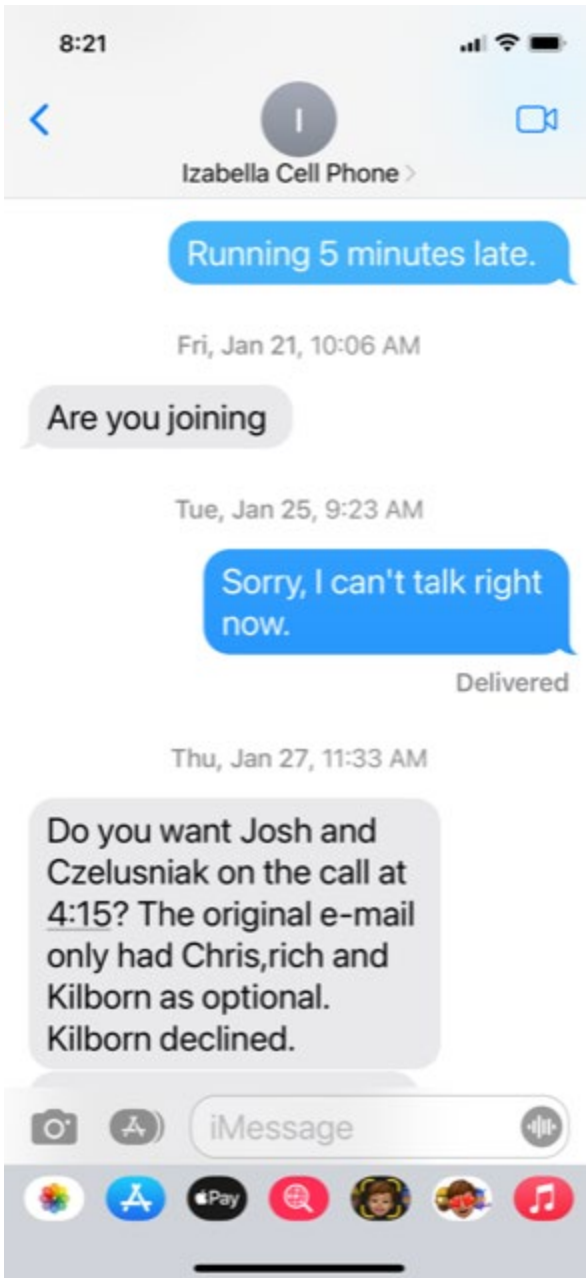 8:21
I
Izabella Cell Phone
Running 5 minutes late.
Fri, Jan 21, 10:06 AM
Are you joining
Tue, Jan 25, 9:23 AM
Sorry, I can't talk right
now.
Delivered
Thu, Jan 27, 11:33 AM
Do you want Josh and
Czelusniak on the call at
4:15? The original e-mail
only had Chris,rich and
Kilborn as optional.
Kilborn declined.
iMessage
Pay